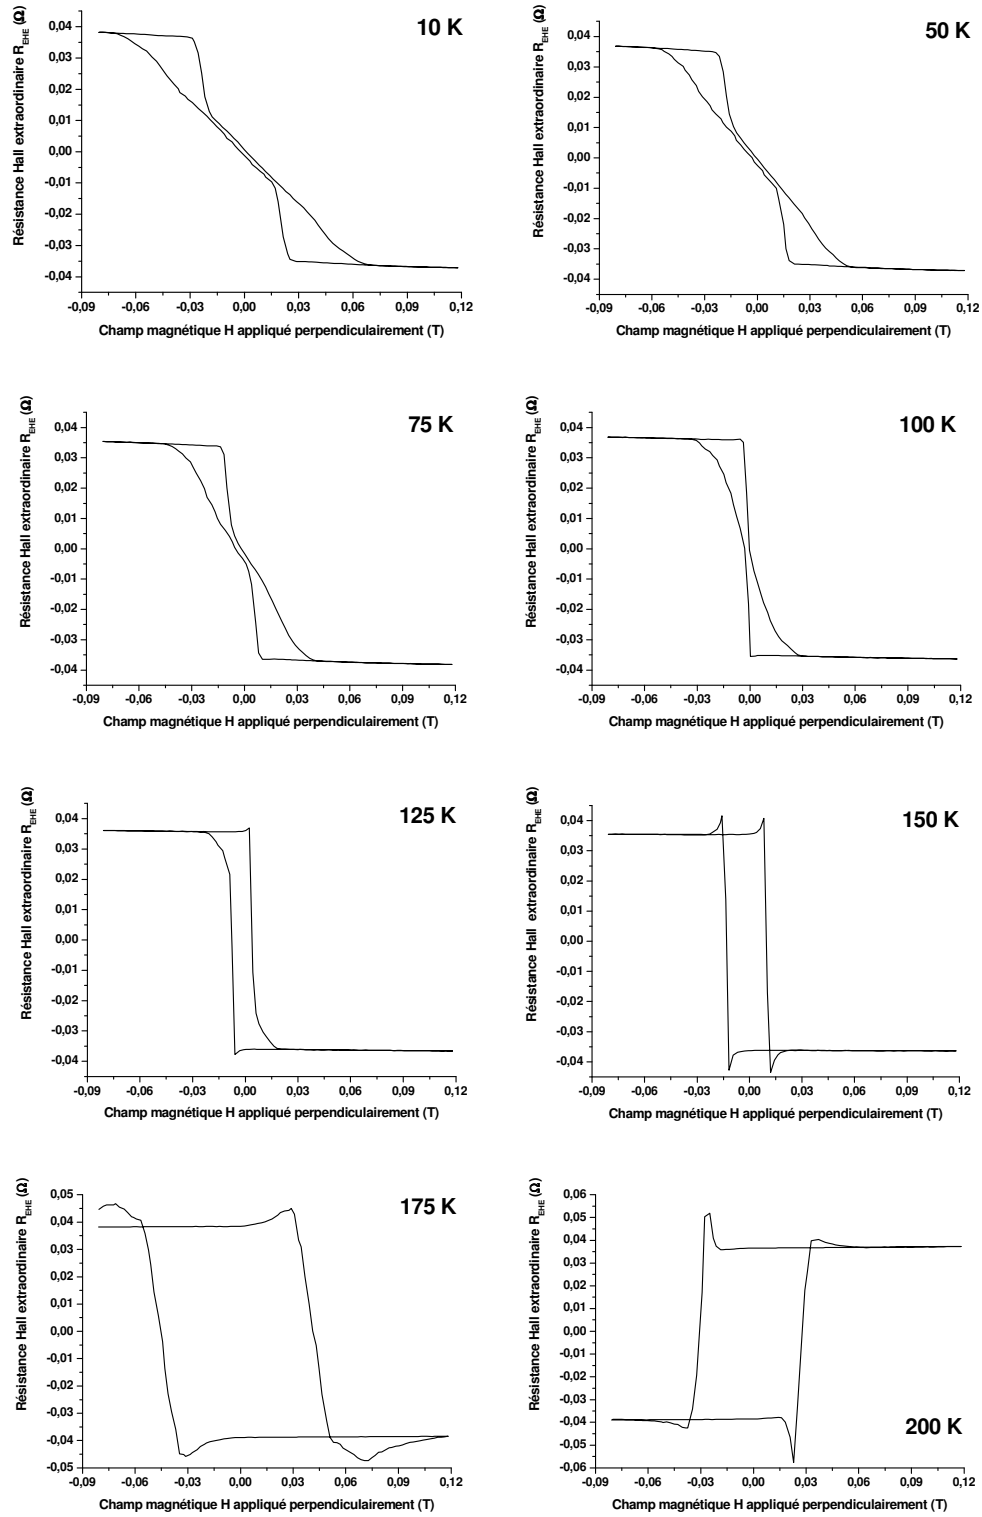 10 K
Résistance Hall extraordinaire R_EHE (Ω)
0,04
0,03
0,02
0,01
0,00
-0,01
-0,02
-0,03
-0,04
-0,09 -0,06 -0,03 0,00 0,03 0,06 0,09 0,12
Champ magnétique H appliqué perpendiculairement (T)
50 K
Résistance Hall extraordinaire R_EHE (Ω)
0,04
0,03
0,02
0,01
0,00
-0,01
-0,02
-0,03
-0,04
-0,09 -0,06 -0,03 0,00 0,03 0,06 0,09 0,12
Champ magnétique H appliqué perpendiculairement (T)
75 K
Résistance Hall extraordinaire R_EHE (Ω)
0,04
0,03
0,02
0,01
0,00
-0,01
-0,02
-0,03
-0,04
-0,09 -0,06 -0,03 0,00 0,03 0,06 0,09 0,12
Champ magnétique H appliqué perpendiculairement (T)
100 K
Résistance Hall extraordinaire R_EHE (Ω)
0,04
0,03
0,02
0,01
0,00
-0,01
-0,02
-0,03
-0,04
-0,09 -0,06 -0,03 0,00 0,03 0,06 0,09 0,12
Champ magnétique H appliqué perpendiculairement (T)
125 K
Résistance Hall extraordinaire R_EHE (Ω)
0,04
0,03
0,02
0,01
0,00
-0,01
-0,02
-0,03
-0,04
-0,09 -0,06 -0,03 0,00 0,03 0,06 0,09 0,12
Champ magnétique H appliqué perpendiculairement (T)
150 K
Résistance Hall extraordinaire R_EHE (Ω)
0,04
0,03
0,02
0,01
0,00
-0,01
-0,02
-0,03
-0,04
-0,09 -0,06 -0,03 0,00 0,03 0,06 0,09 0,12
Champ magnétique H appliqué perpendiculairement (T)
175 K
Résistance Hall extraordinaire R_EHE (Ω)
0,05
0,04
0,03
0,02
0,01
0,00
-0,01
-0,02
-0,03
-0,04
-0,05
-0,09 -0,06 -0,03 0,00 0,03 0,06 0,09 0,12
Champ magnétique H appliqué perpendiculairement (T)
Résistance Hall extraordinaire R_EHE (Ω)
0,06
0,05
0,04
0,03
0,02
0,01
0,00
-0,01
-0,02
-0,03
-0,04
-0,05
-0,06
200 K
-0,09 -0,06 -0,03 0,00 0,03 0,06 0,09 0,12
Champ magnétique H appliqué perpendiculairement (T)